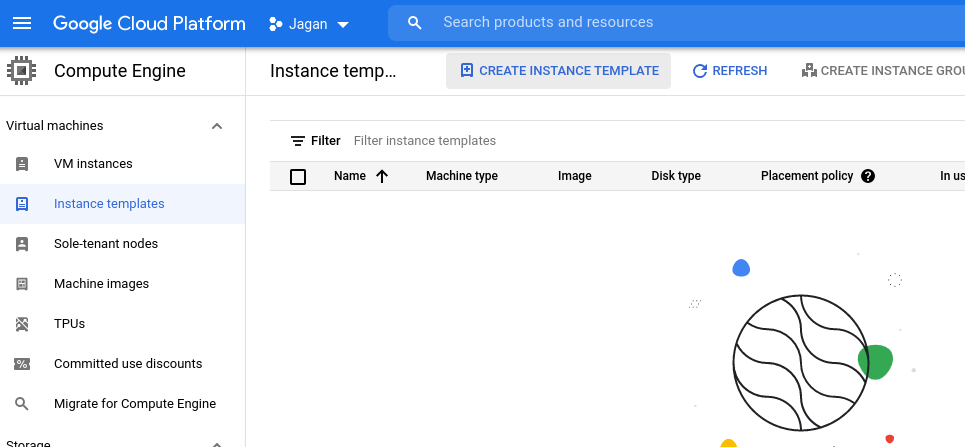 Google Cloud Platform
Jagan
Search products and resources
Compute Engine
Instance temp...
CREATE INSTANCE TEMPLATE
REFRESH
CREATE INSTANCE GROU
Virtual machines
VM instances
Instance templates
Sole-tenant nodes
Machine images
TPUs
Committed use discounts
Migrate for Compute Engine
Storage
Filter Filter instance templates
Name Machine type Image Disk type Placement policy In us